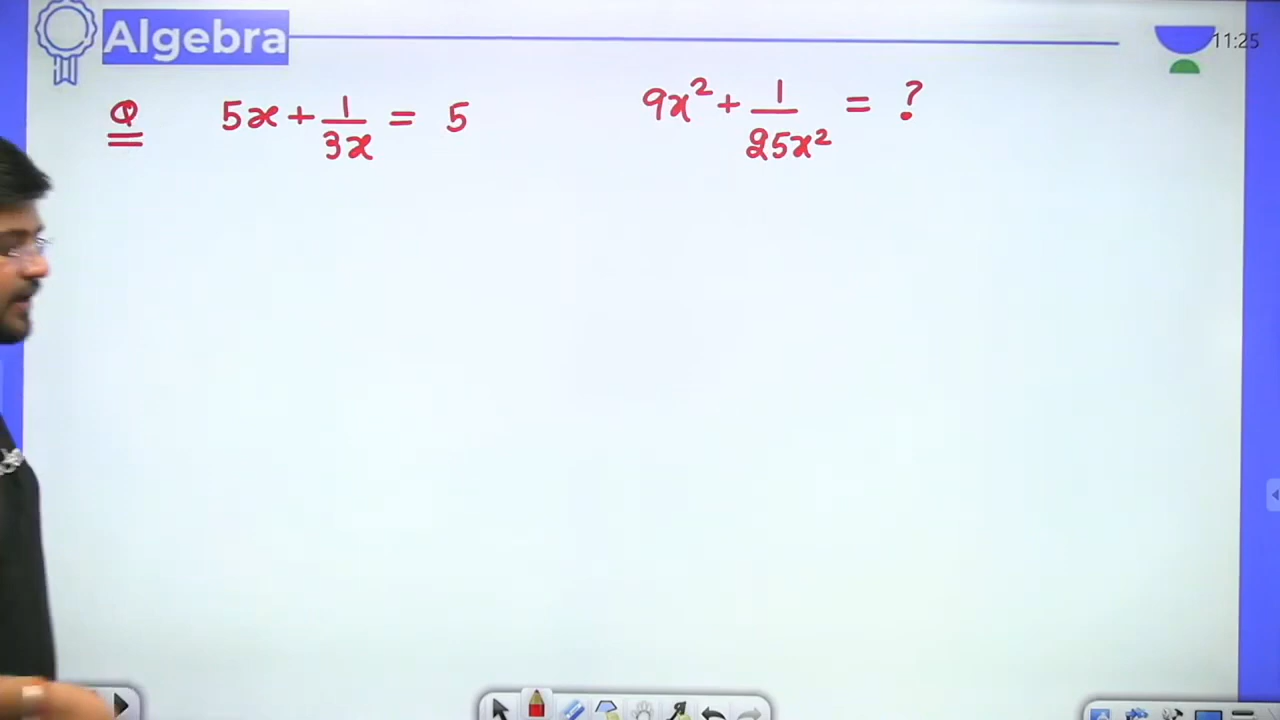 Algebra
11:25
Q 5x + 1/3x = 5 9x² + 1/25x² = ?